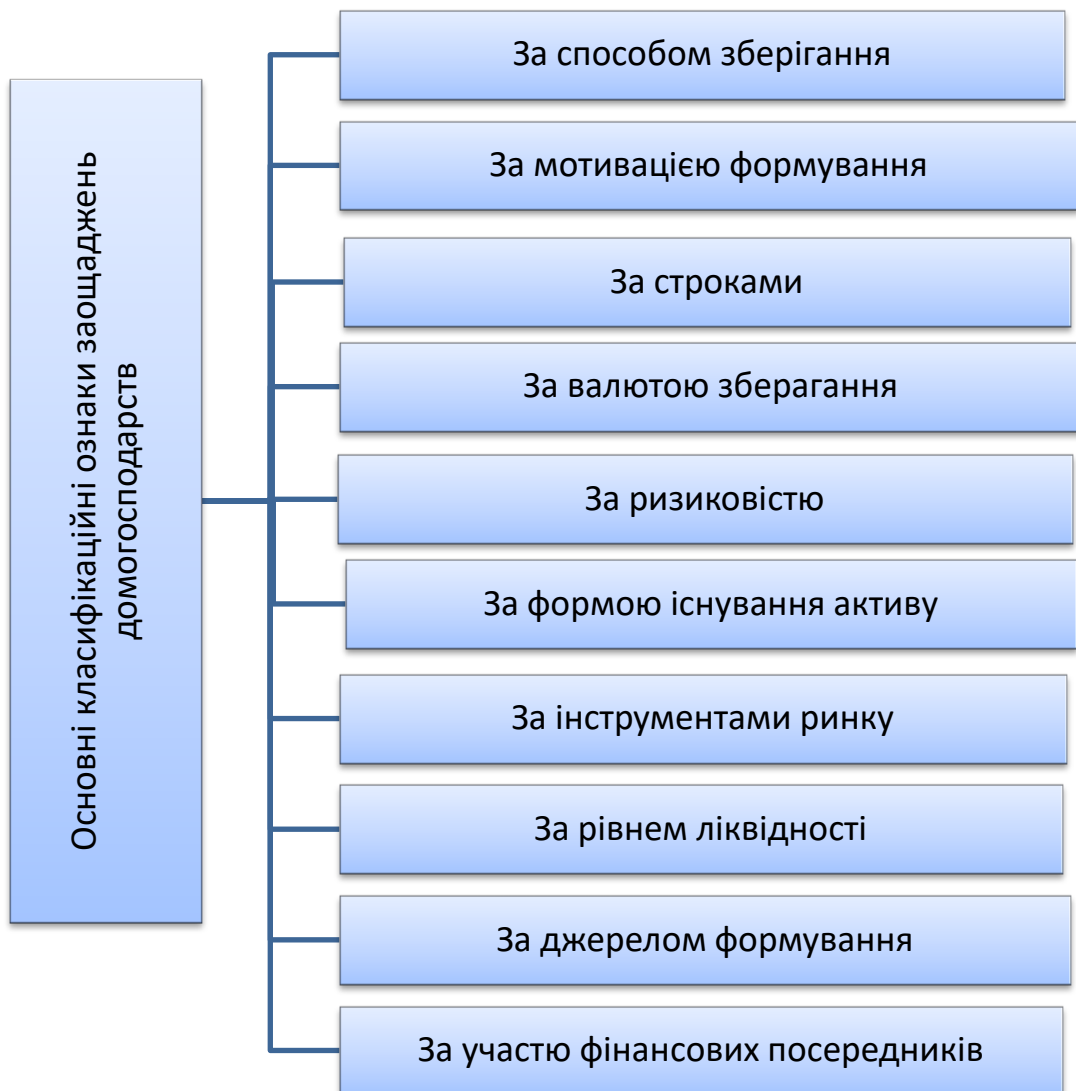 Основні класифікаційні ознаки заощаджень
домогосподарств
За способом зберігання
За мотивацією формування
За строками
За валютою зберагання
За ризиковістю
За формою існування активу
За інструментами ринку
За рівнем ліквідності
За джерелом формування
За участю фінансових посередників